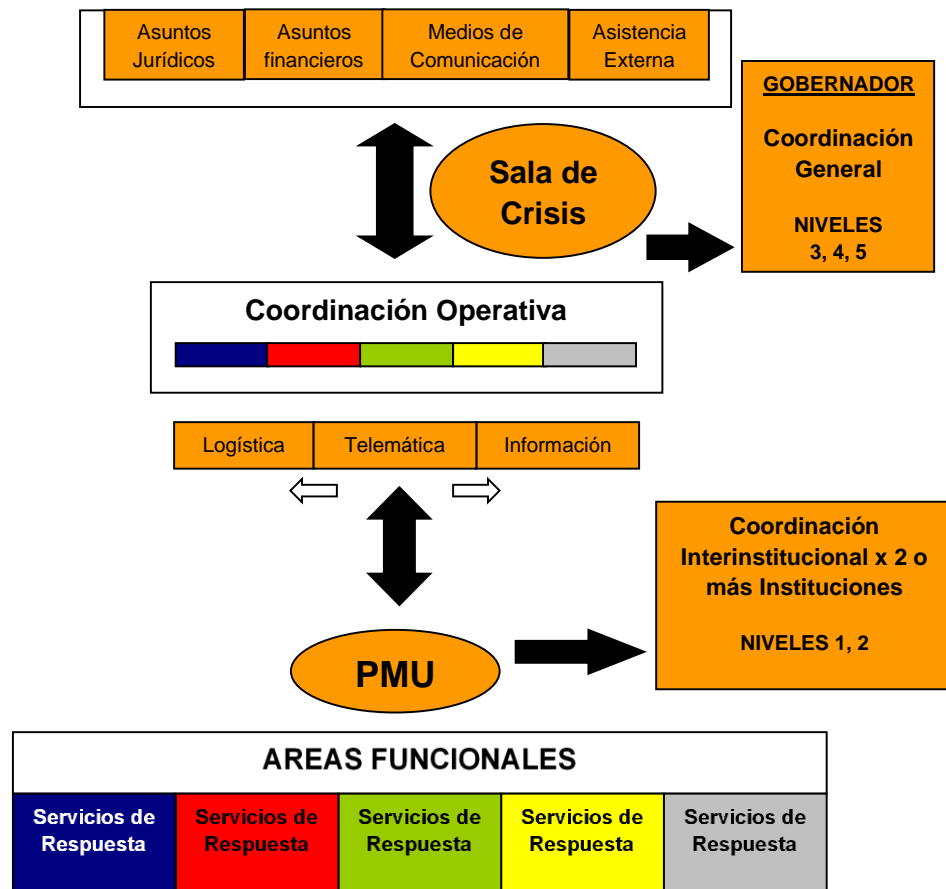 Asuntos
Jurídicos
Asuntos
financieros
Medios de
Comunicación
Asistencia
Externa
GOBERNADOR
Coordinación
General
NIVELES
3, 4, 5
Sala de
Crisis
Coordinación Operativa
Logística
Telemática
Información
Coordinación
Interinstitucional x 2 o
más Instituciones
NIVELES 1, 2
PMU
AREAS FUNCIONALES
Servicios de
Respuesta
Servicios de
Respuesta
Servicios de
Respuesta
Servicios de
Respuesta
Servicios de
Respuesta